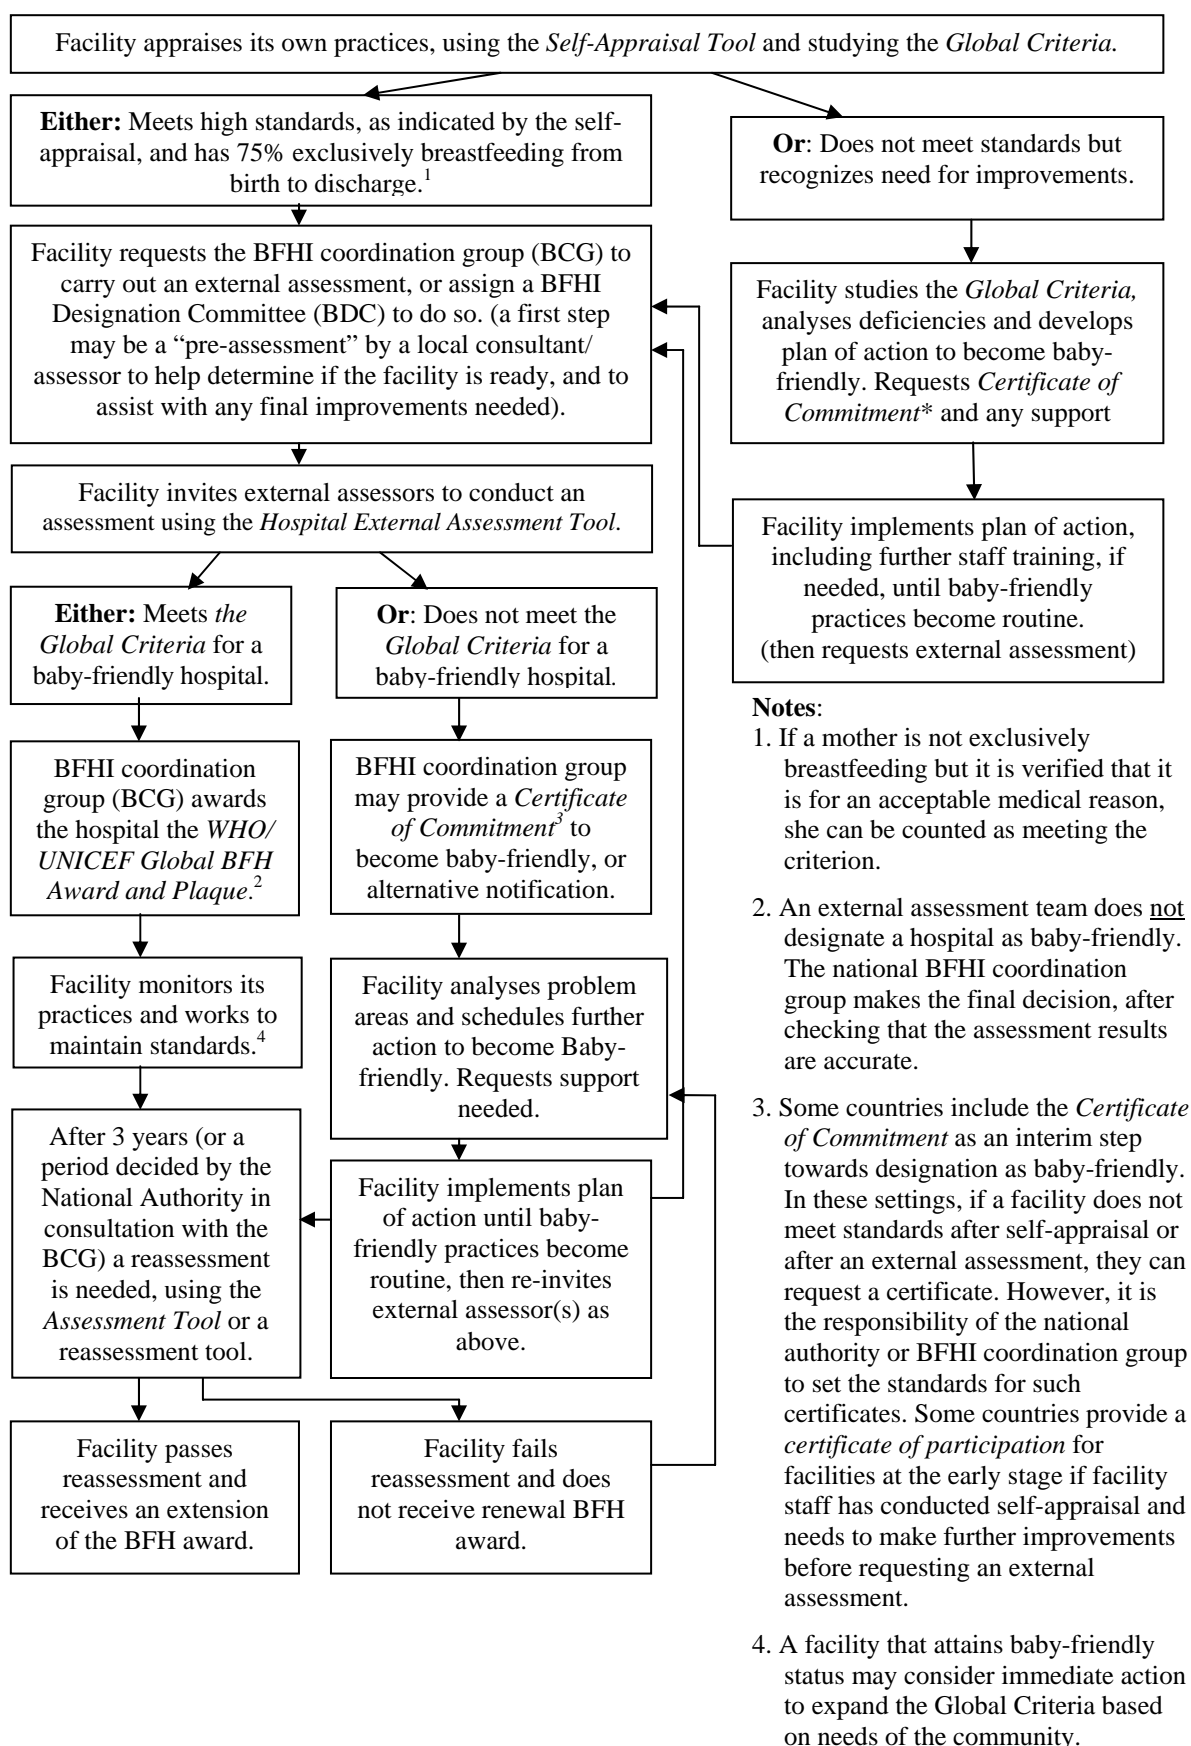 Facility appraises its own practices, using the Self-Appraisal Tool and studying the Global Criteria.
Either: Meets high standards, as indicated by the self-
appraisal, and has 75% exclusively breastfeeding from
birth to discharge.1
Or: Does not meet standards but
recognizes need for improvements.
Facility requests the BFHI coordination group (BCG) to
carry out an external assessment, or assign a BFHI
Designation Committee (BDC) to do so. (a first step
may be a “pre-assessment” by a local consultant/
assessor to help determine if the facility is ready, and to
assist with any final improvements needed).
Facility studies the Global Criteria,
analyses deficiencies and develops
plan of action to become baby-
friendly. Requests Certificate of
Commitment* and any support
Facility invites external assessors to conduct an
assessment using the Hospital External Assessment Tool.
Facility implements plan of action,
including further staff training, if
needed, until baby-friendly
practices become routine.
(then requests external assessment)
Either: Meets the
Global Criteria for a
baby-friendly hospital.
Or: Does not meet the
Global Criteria for a
baby-friendly hospital.
BFHI coordination
group (BCG) awards
the hospital the WHO/
UNICEF Global BFH
Award and Plaque.2
BFHI coordination group
may provide a Certificate
of Commitment3 to
become baby-friendly, or
alternative notification.
Facility monitors its
practices and works to
maintain standards.4
Facility analyses problem
areas and schedules further
action to become Baby-
friendly. Requests support
needed.
After 3 years (or a
period decided by the
National Authority in
consultation with the
BCG) a reassessment
is needed, using the
Assessment Tool or a
reassessment tool.
Facility implements plan
of action until baby-
friendly practices become
routine, then re-invites
external assessor(s) as
above.
Facility passes
reassessment and
receives an extension
of the BFH award.
Facility fails
reassessment and does
not receive renewal BFH
award.
Notes:
1. If a mother is not exclusively
breastfeeding but it is verified that it
is for an acceptable medical reason,
she can be counted as meeting the
criterion.
2. An external assessment team does not
designate a hospital as baby-friendly.
The national BFHI coordination
group makes the final decision, after
checking that the assessment results
are accurate.
3. Some countries include the Certificate
of Commitment as an interim step
towards designation as baby-friendly.
In these settings, if a facility does not
meet standards after self-appraisal or
after an external assessment, they can
request a certificate. However, it is
the responsibility of the national
authority or BFHI coordination group
to set the standards for such
certificates. Some countries provide a
certificate of participation for
facilities at the early stage if facility
staff has conducted self-appraisal and
needs to make further improvements
before requesting an external
assessment.
4. A facility that attains baby-friendly
status may consider immediate action
to expand the Global Criteria based
on needs of the community.